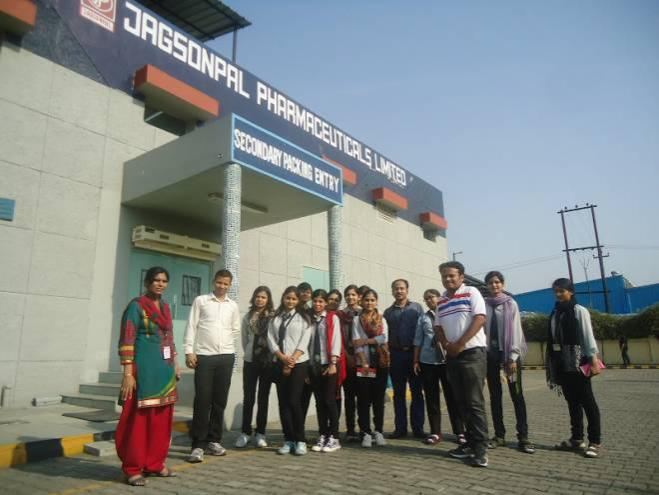 JAGSONPAL PHARMACEUTICALS LIMITED
SECONDARY PACKING ENTRY